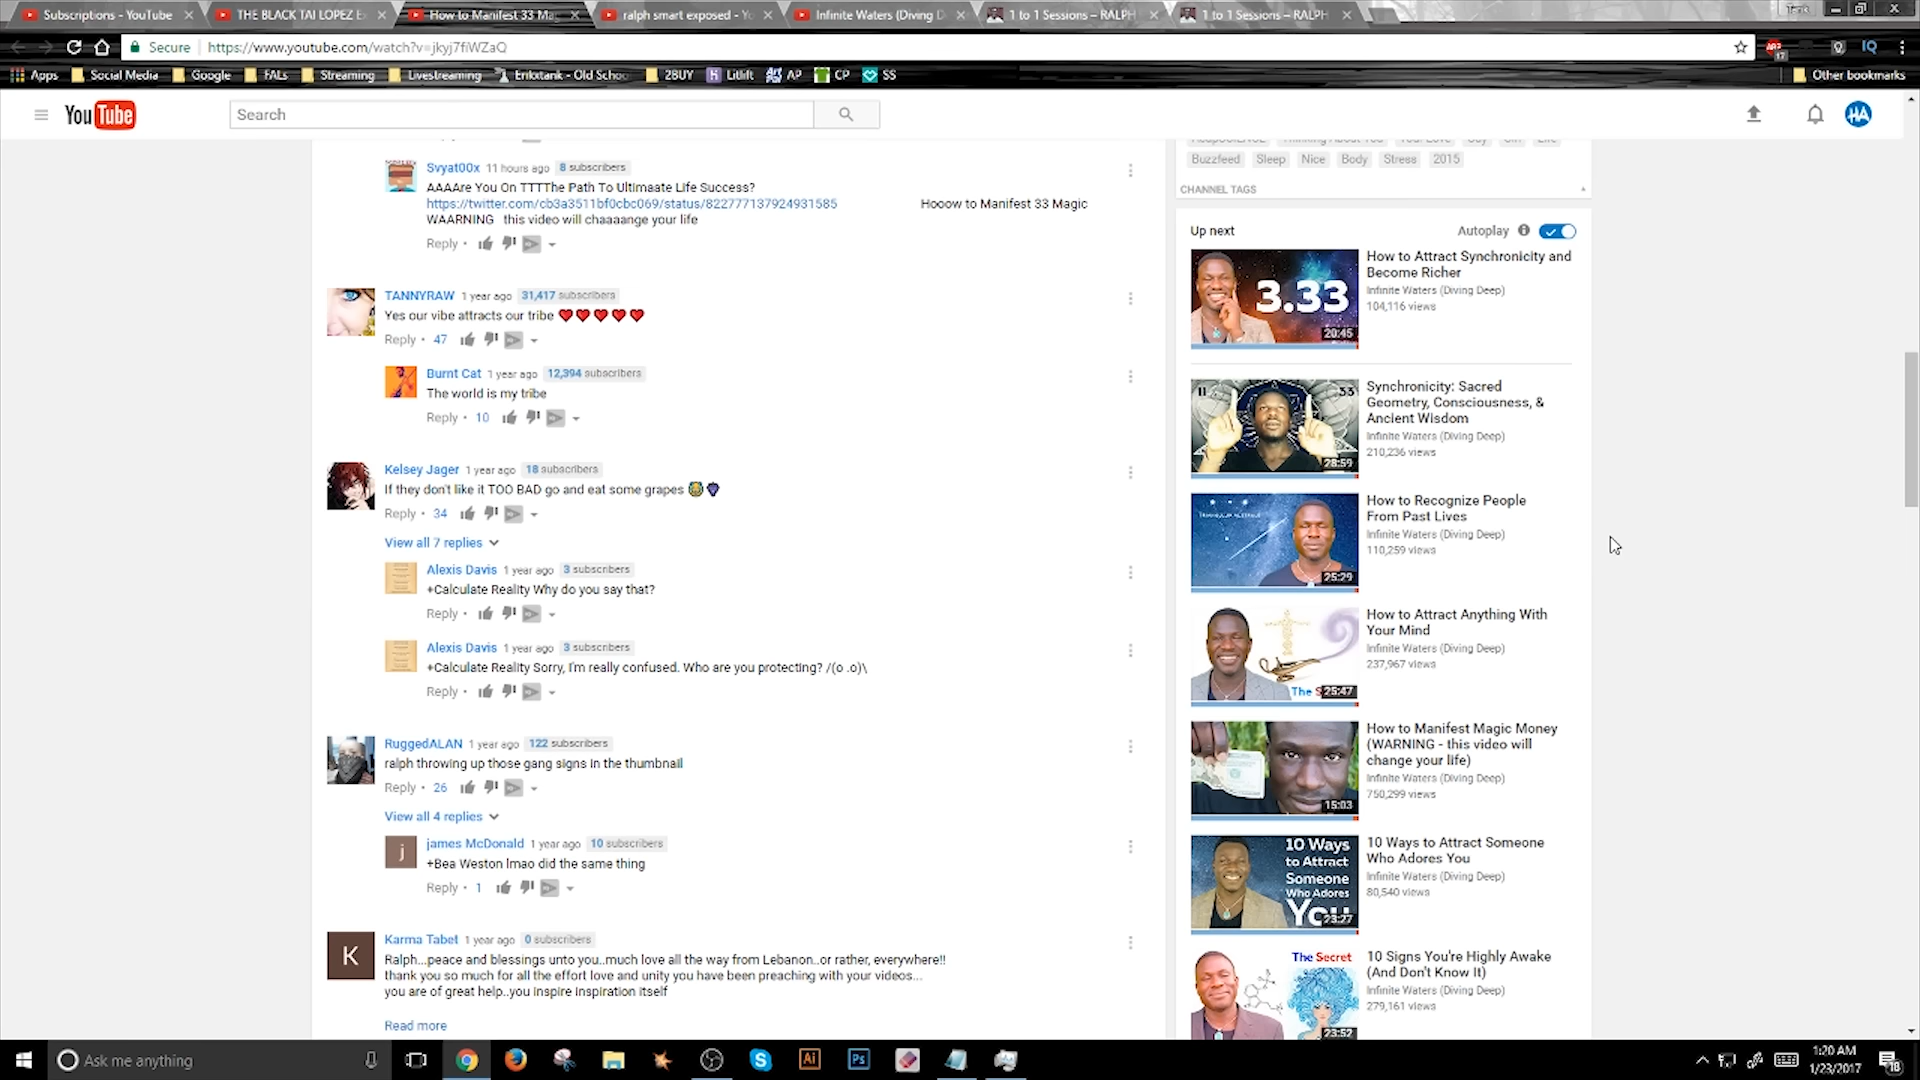 Subscriptions - YouTube
THE BLACK TAI LOPEZ E
How to Manifest 33 Ma
ralph smart exposed - Yo
Infinite Waters (Diving D
1 to 1 Sessions – RALPH
1 to 1 Sessions – RALPH
Secure
https://www.youtube.com/watch?v=jkyj7fiWZaQ
17
IQ
Apps
Social Media
Google
FALs
Streaming
Livestreaming
Erikxtank - Old Schoo
2BUY
Litlift
AP
CP
SS
Other bookmarks
YouTube
Search
HA
Svyat00x 11 hours ago 8 subscribers
AAAAre You On TTTThe Path To Ultimaate Life Success?
https://twitter.com/cb3a3511bf0cbc069/status/822777137924931585 Hooow to Manifest 33 Magic
WAARNING this video will chaaaange your life
Reply •
TANNYRAW 1 year ago 31,417 subscribers
Yes our vibe attracts our tribe ❤❤❤❤❤
Reply • 47
Burnt Cat 1 year ago 12,394 subscribers
The world is my tribe
Reply • 10
Kelsey Jager 1 year ago 18 subscribers
If they don't like it TOO BAD go and eat some grapes
Reply • 34
View all 7 replies
Alexis Davis 1 year ago 3 subscribers
+Calculate Reality Why do you say that?
Reply •
Alexis Davis 1 year ago 3 subscribers
+Calculate Reality Sorry, I'm really confused. Who are you protecting? /(o .o)\
Reply •
RuggedALAN 1 year ago 122 subscribers
ralph throwing up those gang signs in the thumbnail
Reply • 26
View all 4 replies
j
james McDonald 1 year ago 10 subscribers
+Bea Weston lmao did the same thing
Reply • 1
K
Karma Tabet 1 year ago 0 subscribers
Ralph...peace and blessings unto you..much love all the way from Lebanon..or rather, everywhere!!
thank you so much for all the effort love and unity you have been preaching with your videos...
you are of great help..you inspire inspiration itself
Read more
Buzzfeed Sleep Nice Body Stress 2015
CHANNEL TAGS
Up next
Autoplay
3.33
20:45
How to Attract Synchronicity and
Become Richer
Infinite Waters (Diving Deep)
104,116 views
11
33
28:59
Synchronicity: Sacred
Geometry, Consciousness, &
Ancient Wisdom
Infinite Waters (Diving Deep)
210,236 views
25:29
How to Recognize People
From Past Lives
Infinite Waters (Diving Deep)
110,259 views
The S
25:47
How to Attract Anything With
Your Mind
Infinite Waters (Diving Deep)
237,967 views
15:03
How to Manifest Magic Money
(WARNING - this video will
change your life)
Infinite Waters (Diving Deep)
750,299 views
10 Ways
to Attract
Someone
Who Adores
You
23:27
10 Ways to Attract Someone
Who Adores You
Infinite Waters (Diving Deep)
80,540 views
The Secret
23:52
10 Signs You're Highly Awake
(And Don't Know It)
Infinite Waters (Diving Deep)
279,161 views
Ask me anything
Ai
Ps
1:20 AM
1/23/2017
18